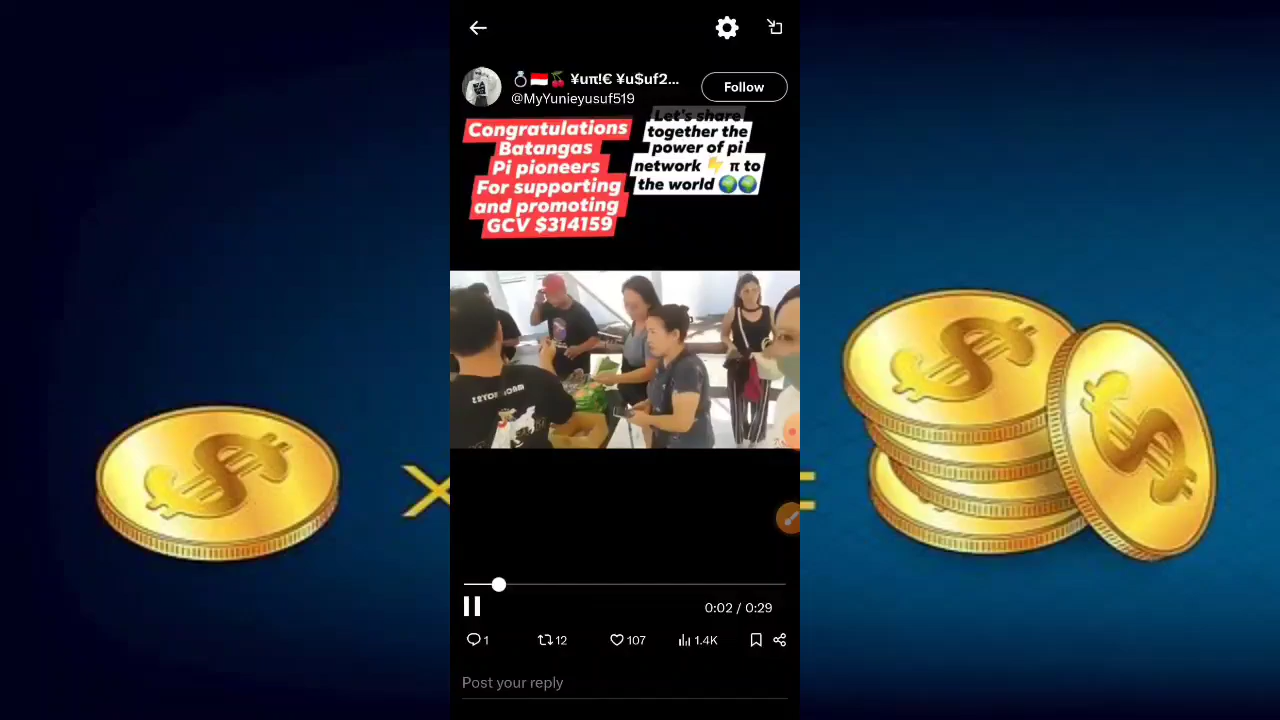 💍🇮🇩🍒 ¥uπ!€ ¥u$uf2...
@MyYunieyusuf519
Follow
Congratulations
Batangas
Pi pioneers
For supporting
and promoting
GCV $314159
Let's share
together the
power of pi
network ⚡ π to
the world 🌍🌍
0:02 / 0:29
1
12
107
1.4K
Post your reply